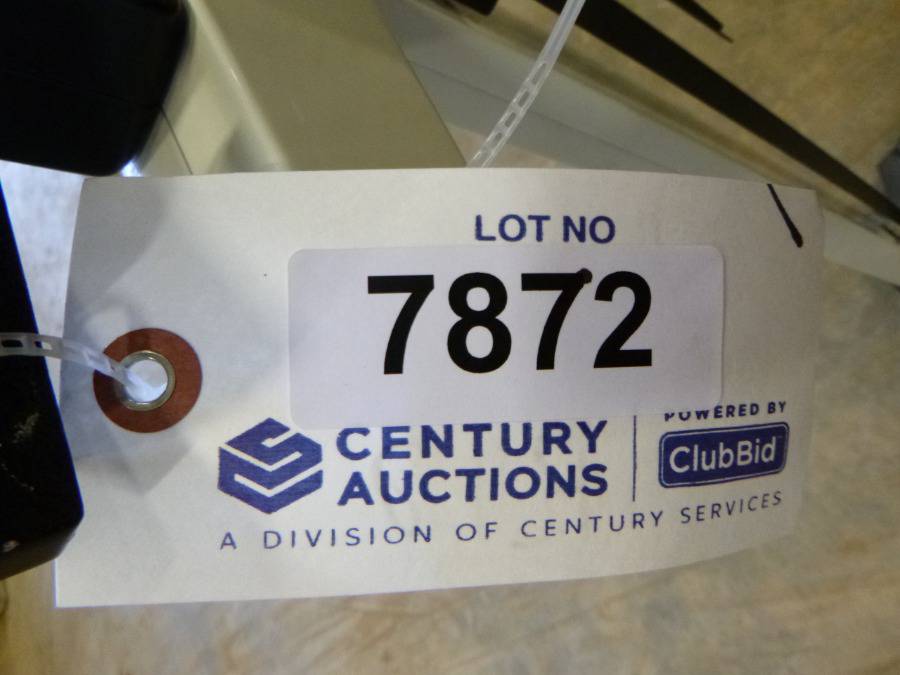 LOT NO
7872
CENTURY
AUCTIONS
POWERED BY
ClubBid
A DIVISION OF CENTURY SERVICES